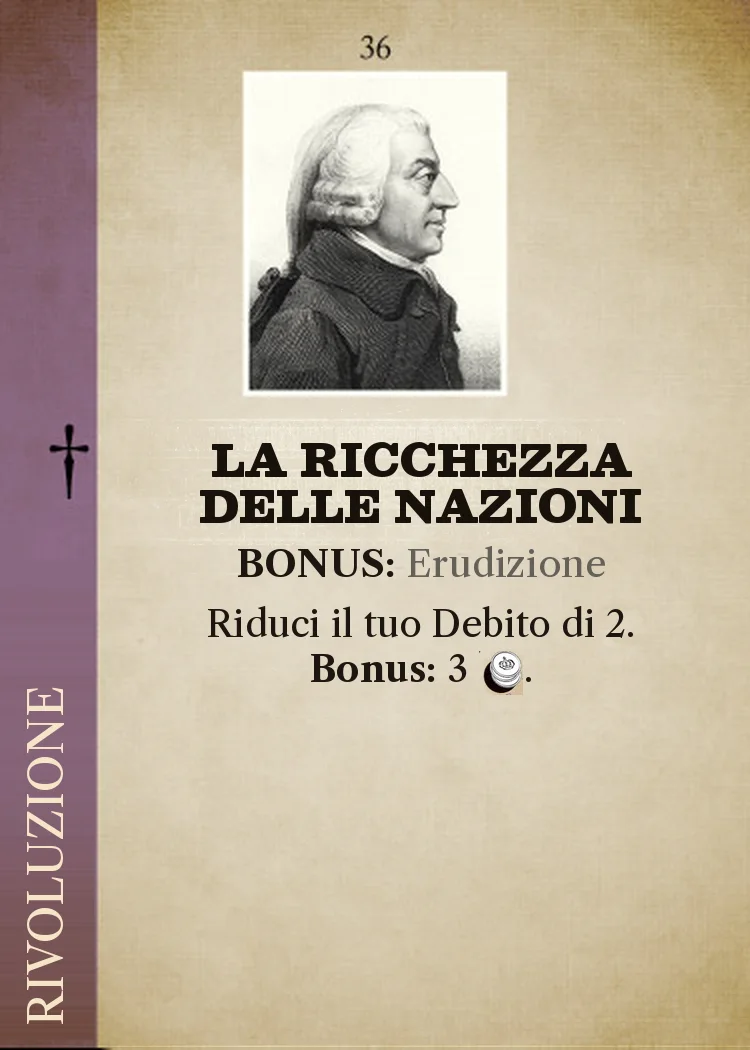 36
LA RICCHEZZA
DELLE NAZIONI
BONUS: Erudizione
Riduci il tuo Debito di 2.
Bonus: 3 .
RIVOLUZIONE